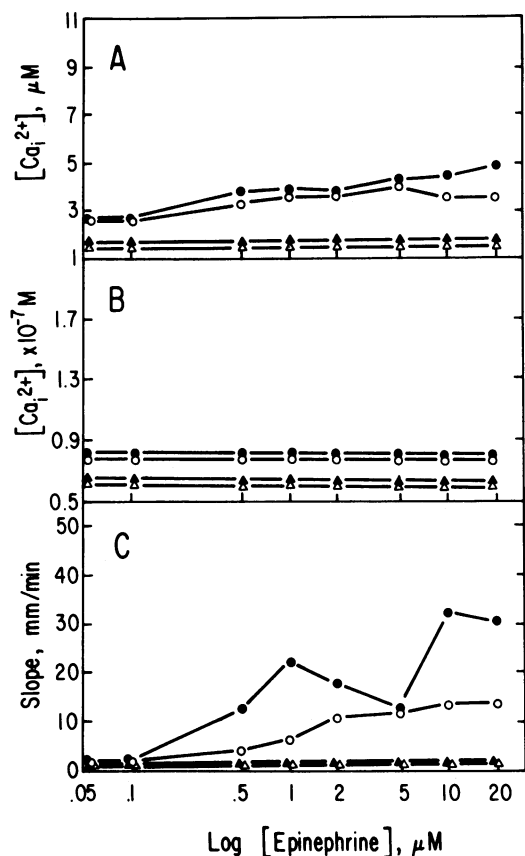 11
A
9
7
5
3
1
[Ca_i^{2+}], μM
B
1.7
1.3
0.9
0.5
[Ca_i^{2+}], x10^{-7} M
C
50
40
30
20
10
0
Slope, mm/min
.05 .1 .5 1 2 5 10 20
Log [Epinephrine], μM